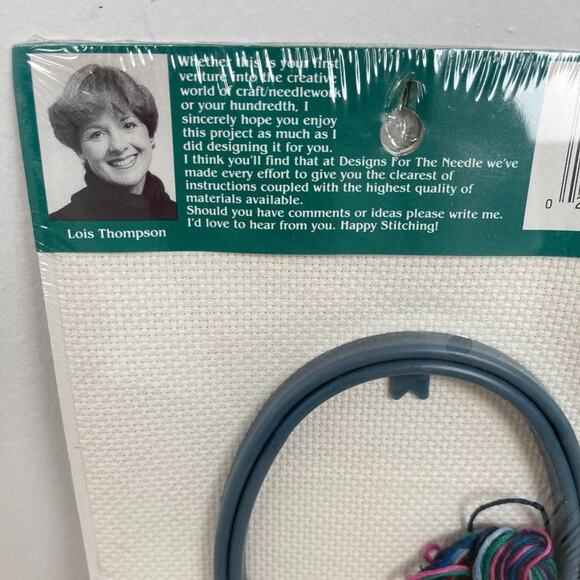 Whether this is your first
venture into the creative
world of craft/needlework
or your hundredth, I
sincerely hope you enjoy
this project as much as I
did designing it for you.
I think you'll find that at Designs For The Needle we've
made every effort to give you the clearest of
instructions coupled with the highest quality of
materials available.
Should you have comments or ideas please write me.
I'd love to hear from you. Happy Stitching!
Lois Thompson
0